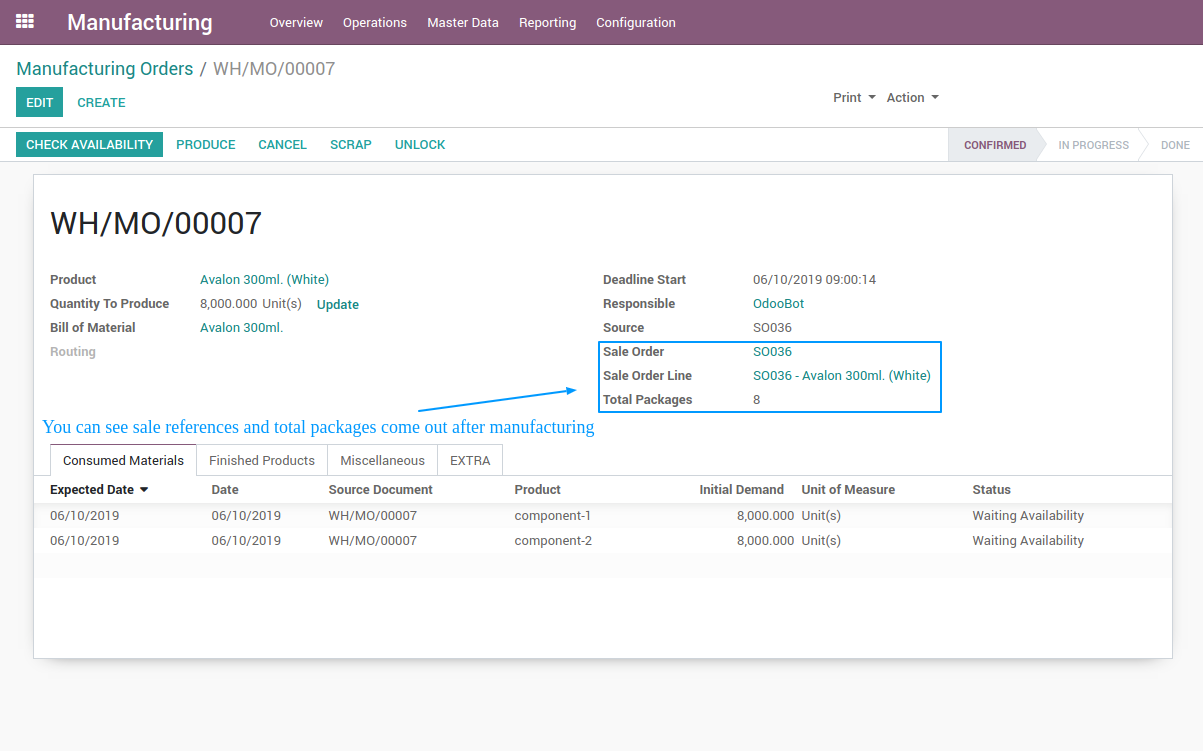 Manufacturing Overview Operations Master Data Reporting Configuration
Manufacturing Orders / WH/MO/00007
EDIT CREATE Print Action
CHECK AVAILABILITY PRODUCE CANCEL SCRAP UNLOCK CONFIRMED IN PROGRESS DONE
WH/MO/00007
Product Avalon 300ml. (White) Deadline Start 06/10/2019 09:00:14
Quantity To Produce 8,000.000 Unit(s) Update Responsible OdooBot
Bill of Material Avalon 300ml. Source SO036
Routing Sale Order SO036
Sale Order Line SO036 - Avalon 300ml. (White)
Total Packages 8
You can see sale references and total packages come out after manufacturing
Consumed Materials Finished Products Miscellaneous EXTRA
Expected Date Date Source Document Product Initial Demand Unit of Measure Status
06/10/2019 06/10/2019 WH/MO/00007 component-1 8,000.000 Unit(s) Waiting Availability
06/10/2019 06/10/2019 WH/MO/00007 component-2 8,000.000 Unit(s) Waiting Availability